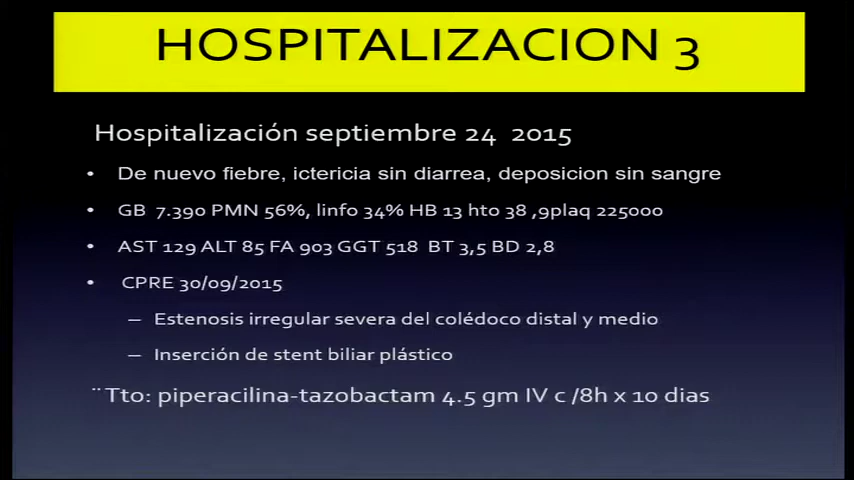 HOSPITALIZACION 3
Hospitalización septiembre 24 2015
• De nuevo fiebre, ictericia sin diarrea, deposicion sin sangre
• GB 7.390 PMN 56%, linfo 34% HB 13 hto 38 ,9plaq 225000
• AST 129 ALT 85 FA 903 GGT 518 BT 3,5 BD 2,8
• CPRE 30/09/2015
– Estenosis irregular severa del colédoco distal y medio
– Inserción de stent biliar plástico
¨Tto: piperacilina-tazobactam 4.5 gm IV c /8h x 10 dias